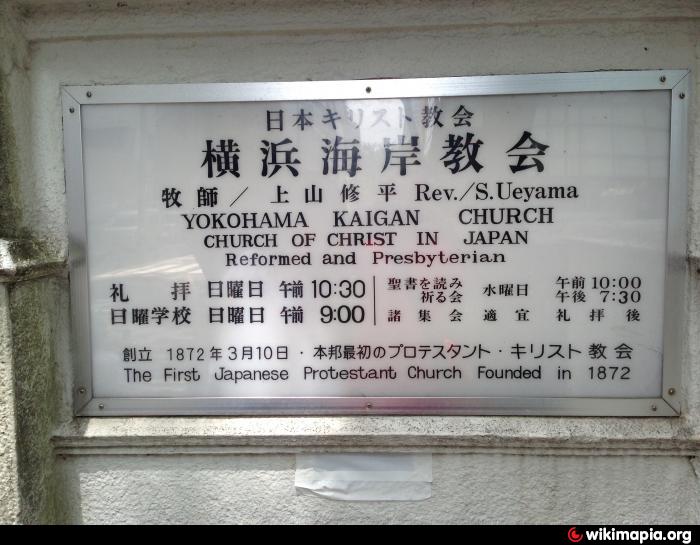 日本キリスト教会
横浜海岸教会
牧師／上山修平 Rev./S.Ueyama
YOKOHAMA KAIGAN CHURCH
CHURCH OF CHRIST IN JAPAN
Reformed and Presbyterian
礼拝 日曜日 午前 10:30
日曜学校 日曜日 午前 9:00
聖書を読み 祈る会 水曜日 午前 10:00 午後 7:30
諸集会 適宜 礼拝後
創立 1872年3月10日・本邦最初のプロテスタント・キリスト教会
The First Japanese Protestant Church Founded in 1872
wikimapia.org